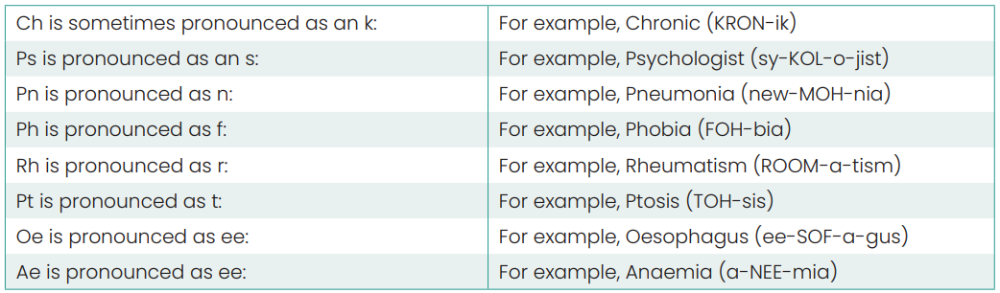 Ch is sometimes pronounced as an k: For example, Chronic (KRON-ik)
Ps is pronounced as an s: For example, Psychologist (sy-KOL-o-jist)
Pn is pronounced as n: For example, Pneumonia (new-MOH-nia)
Ph is pronounced as f: For example, Phobia (FOH-bia)
Rh is pronounced as r: For example, Rheumatism (ROOM-a-tism)
Pt is pronounced as t: For example, Ptosis (TOH-sis)
Oe is pronounced as ee: For example, Oesophagus (ee-SOF-a-gus)
Ae is pronounced as ee: For example, Anaemia (a-NEE-mia)